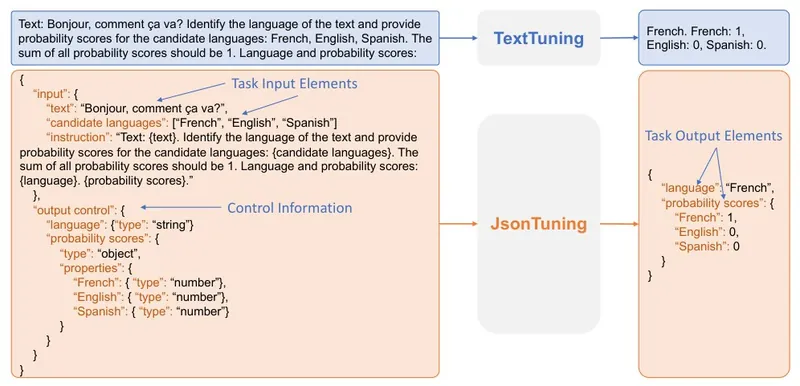 Text: Bonjour, comment ça va? Identify the language of the text and provide
probability scores for the candidate languages: French, English, Spanish. The
sum of all probability scores should be 1. Language and probability scores:
TextTuning
French. French: 1,
English: 0, Spanish: 0.
{
“input”: {
Task Input Elements
“text”: “Bonjour, comment ça va?”,
“candidate languages”: [“French”, “English”, “Spanish”]
“instruction”: “Text: {text}. Identify the language of the text and provide
probability scores for the candidate languages: {candidate languages}. The
sum of all probability scores should be 1. Language and probability scores:
{language}. {probability scores}.”
},
“output control”: {
Control Information
“language”: {“type”: “string”}
“probability scores”: {
“type”: “object”,
“properties”: {
“French”: { “type”: “number”},
“English”: { “type”: “number”},
“Spanish”: { “type”: “number”}
}
}
}
}
JsonTuning
Task Output Elements
{
“language”: “French”,
“probability scores”: {
“French”: 1,
“English”: 0,
“Spanish”: 0
}
}